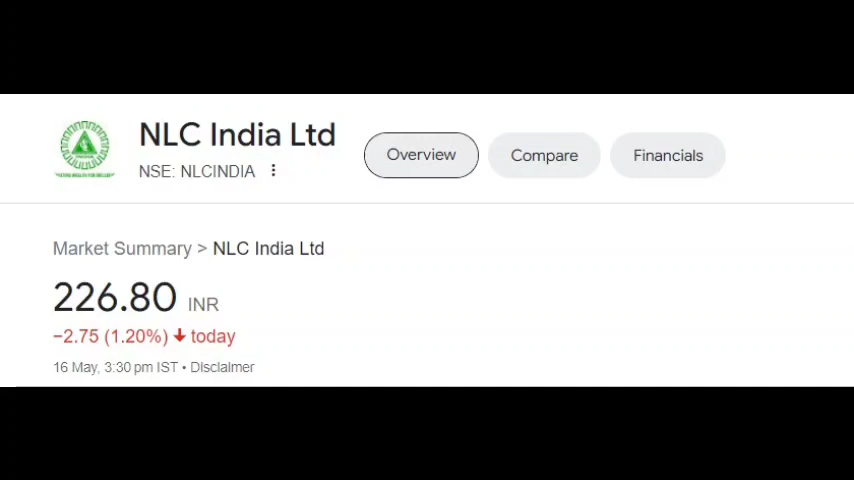 NLC India Ltd
NSE: NLCINDIA
Overview
Compare
Financials
Market Summary > NLC India Ltd
226.80 INR
−2.75 (1.20%) ↓ today
16 May, 3:30 pm IST • Disclaimer